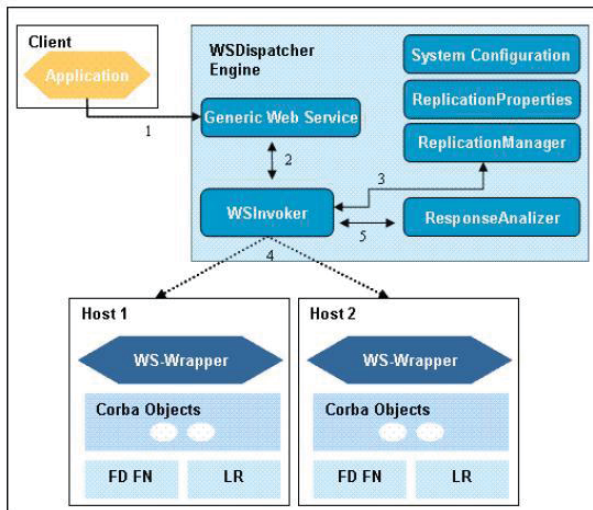 Client
Application
WSDispatcher
Engine
System Configuration
ReplicationProperties
ReplicationManager
Generic Web Service
1
2
3
WSInvoker
ResponseAnalizer
5
4
Host 1
WS-Wrapper
Corba Objects
FD FN
LR
Host 2
WS-Wrapper
Corba Objects
FD FN
LR